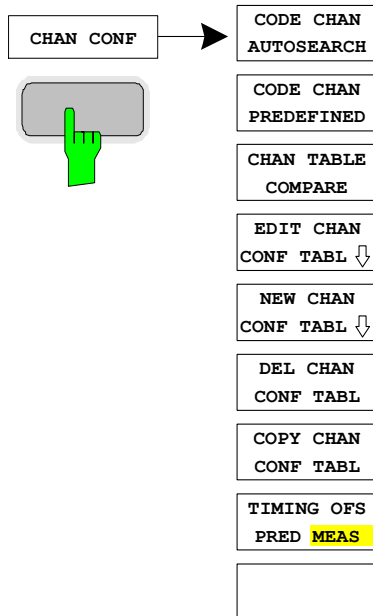 CHAN CONF
CODE CHAN
AUTOSEARCH
CODE CHAN
PREDEFINED
CHAN TABLE
COMPARE
EDIT CHAN
CONF TABL
NEW CHAN
CONF TABL
DEL CHAN
CONF TABL
COPY CHAN
CONF TABL
TIMING OFS
PRED MEAS